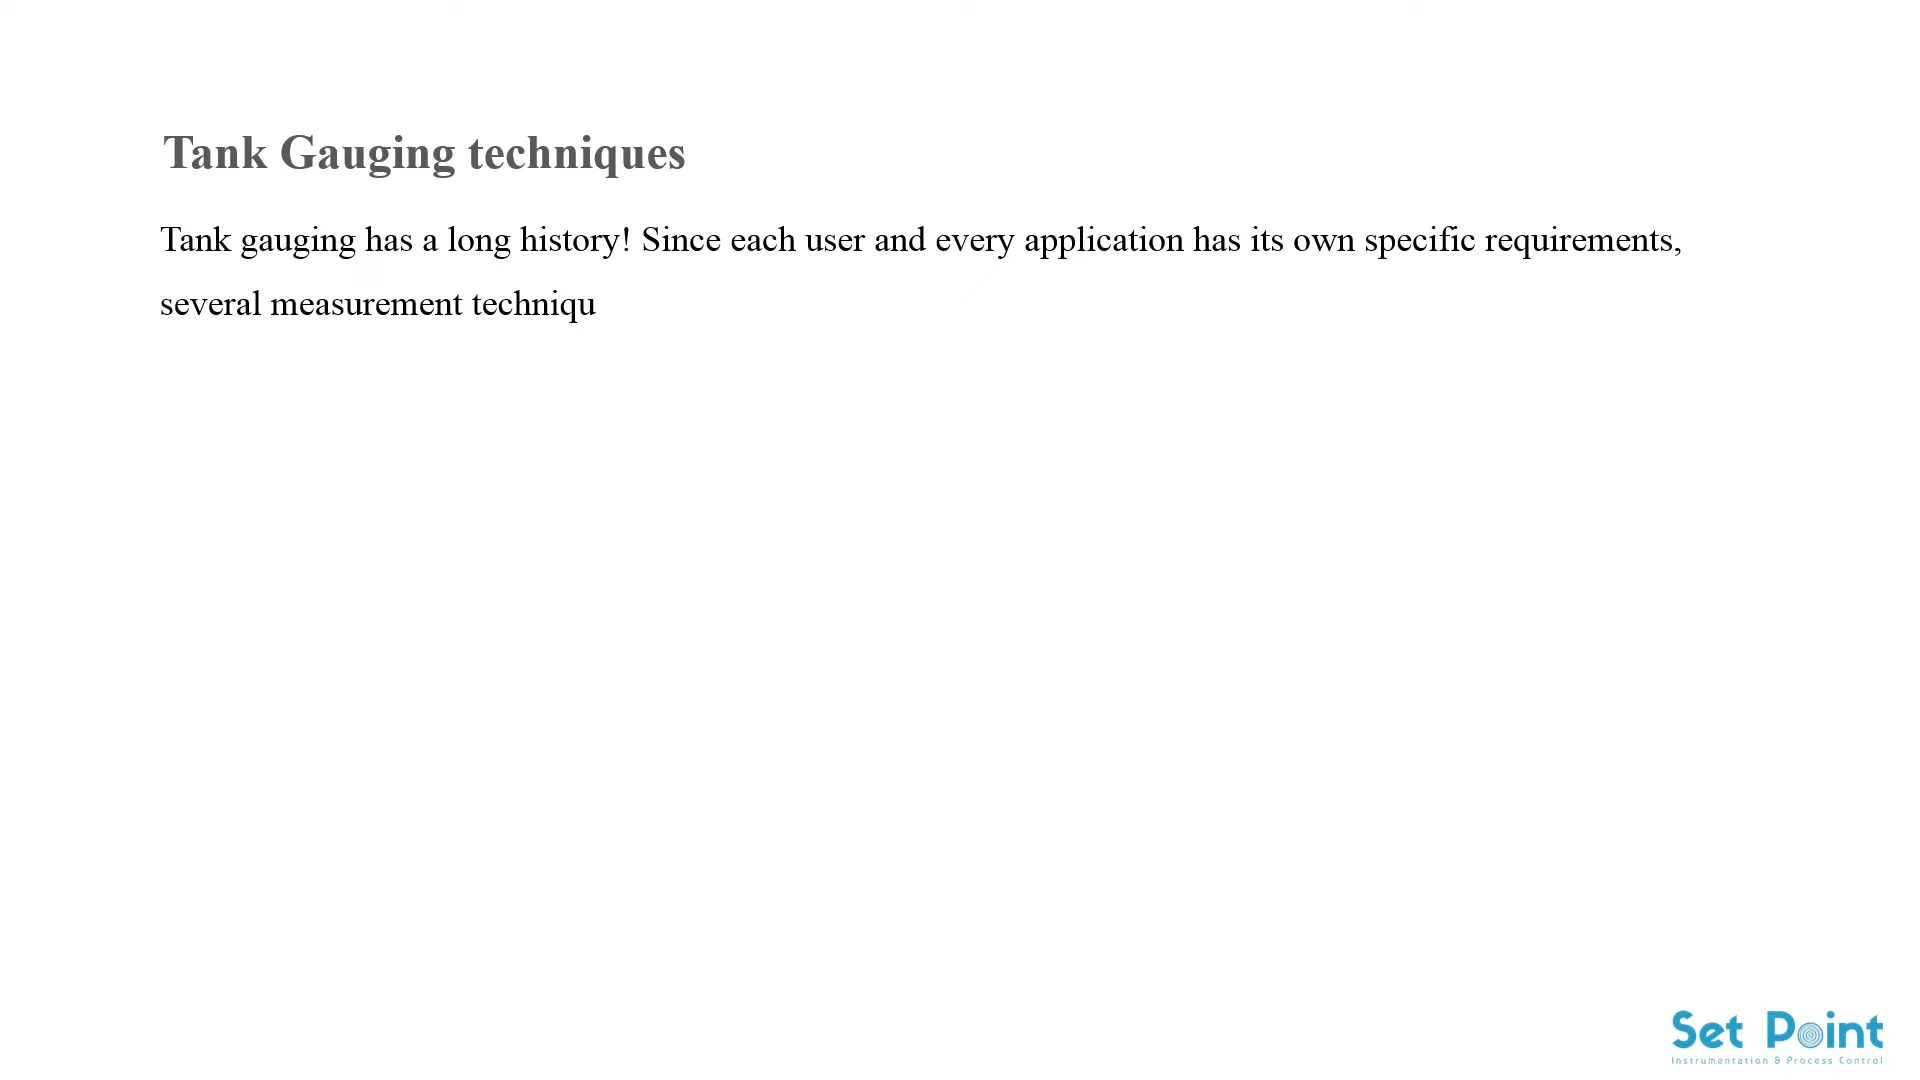 Tank Gauging techniques
Tank gauging has a long history! Since each user and every application has its own specific requirements,
several measurement techniqu
Set Point
Instrumentation & Process Control